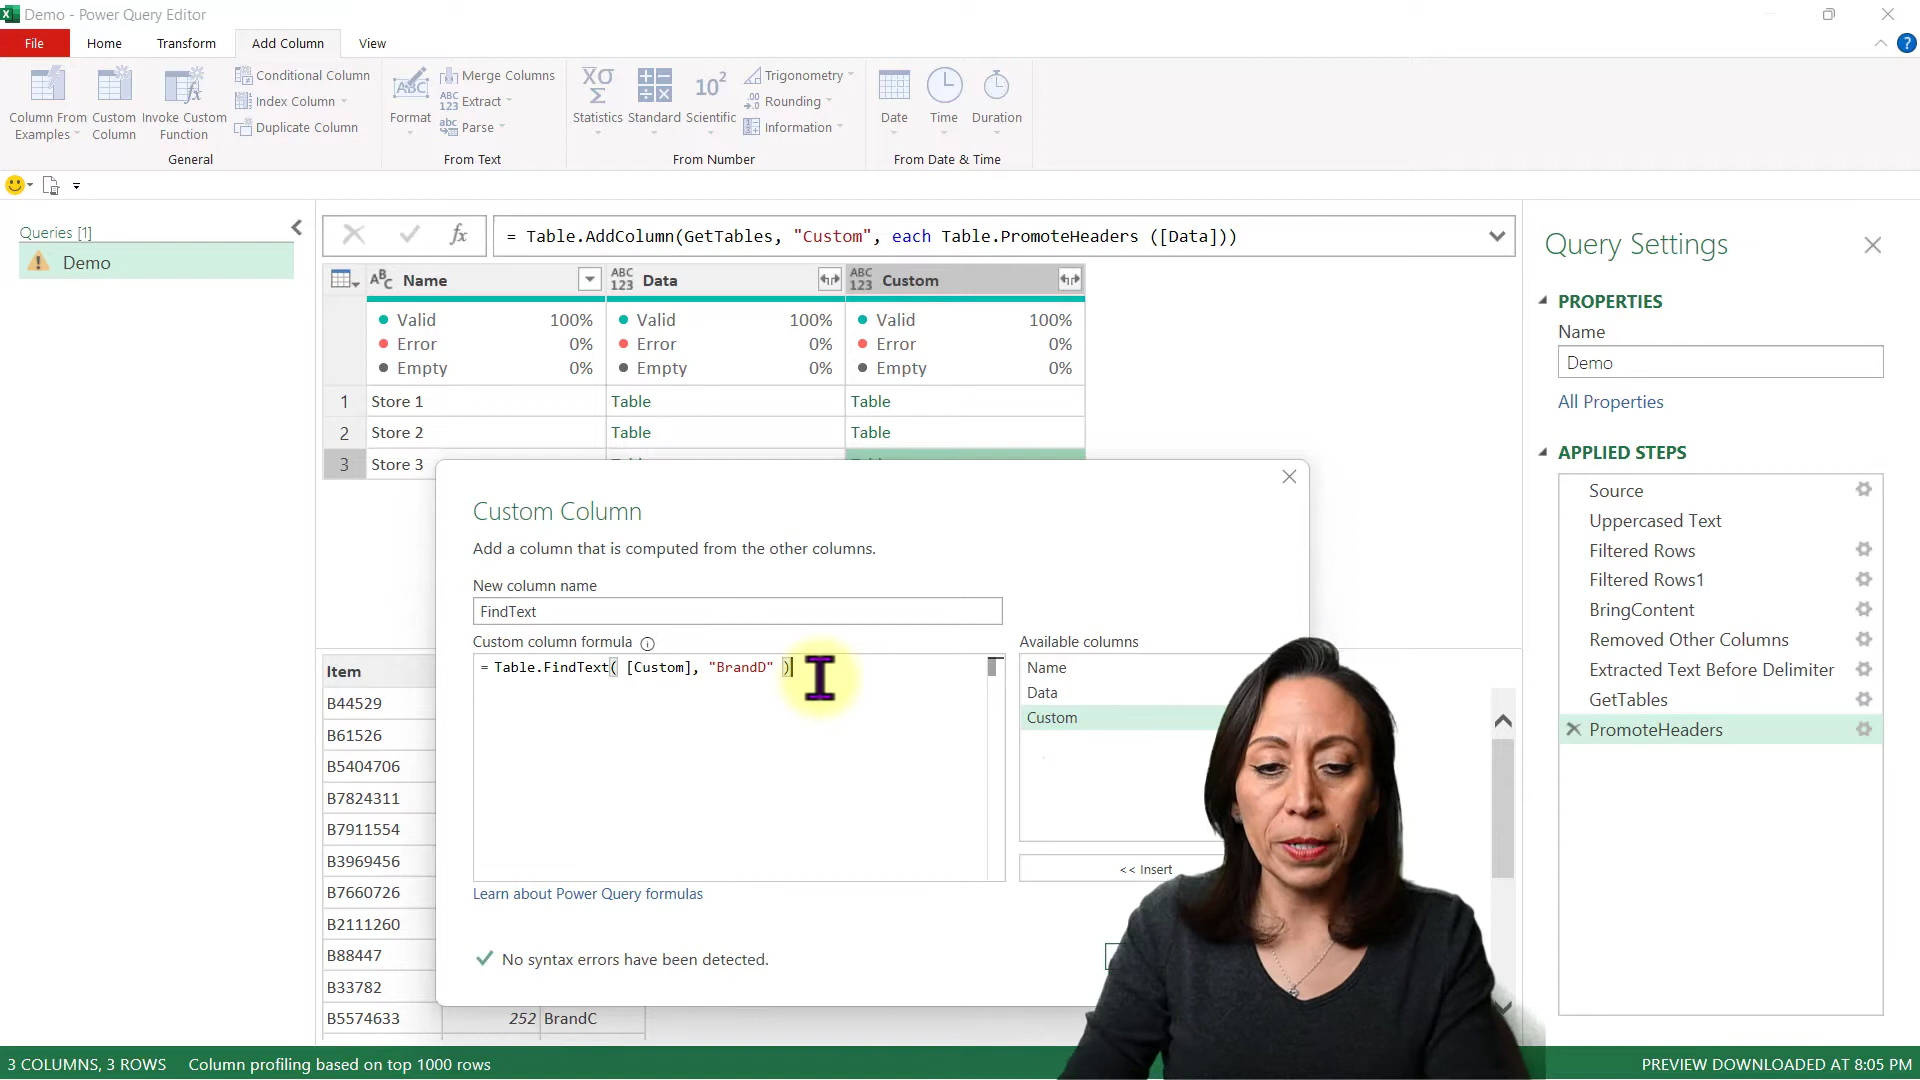 Demo - Power Query Editor
File Home Transform Add Column View
Column From Examples
Custom Column
Invoke Custom Function
Conditional Column
Index Column
Duplicate Column
General
Format
Merge Columns
Extract
Parse
From Text
Statistics
Standard
Scientific
Trigonometry
Rounding
Information
From Number
Date
Time
Duration
From Date & Time
Queries [1]
Demo
= Table.AddColumn(GetTables, "Custom", each Table.PromoteHeaders ([Data]))
Name Data Custom
Valid 100% Valid 100% Valid 100%
Error 0% Error 0% Error 0%
Empty 0% Empty 0% Empty 0%
1 Store 1 Table Table
2 Store 2 Table Table
3 Store 3
Custom Column
Add a column that is computed from the other columns.
New column name
FindText
Custom column formula
= Table.FindText( [Custom], "BrandD" )
Available columns
Name
Data
Custom
<< Insert
Learn about Power Query formulas
No syntax errors have been detected.
Item
B44529
B61526
B5404706
B7824311
B7911554
B3969456
B7660726
B2111260
B88447
B33782
B5574633 252 BrandC
Query Settings
PROPERTIES
Name
Demo
All Properties
APPLIED STEPS
Source
Uppercased Text
Filtered Rows
Filtered Rows1
BringContent
Removed Other Columns
Extracted Text Before Delimiter
GetTables
PromoteHeaders
3 COLUMNS, 3 ROWS Column profiling based on top 1000 rows
PREVIEW DOWNLOADED AT 8:05 PM